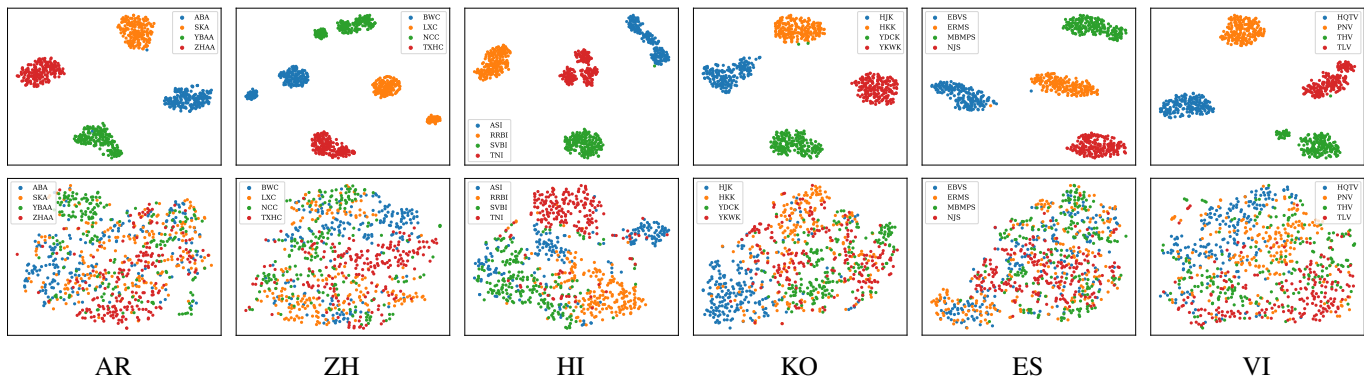 ABA
SKA
YBAA
ZHAA
BWC
LXC
NCC
TXHC
ASI
RRBI
SVBI
TNI
HJK
HKK
YDCK
YKWK
EBVS
ERMS
MBMPS
NJS
HQTV
PNV
THV
TLV
ABA
SKA
YBAA
ZHAA
BWC
LXC
NCC
TXHC
ASI
RRBI
SVBI
TNI
HJK
HKK
YDCK
YKWK
EBVS
ERMS
MBMPS
NJS
HQTV
PNV
THV
TLV
AR ZH HI KO ES VI